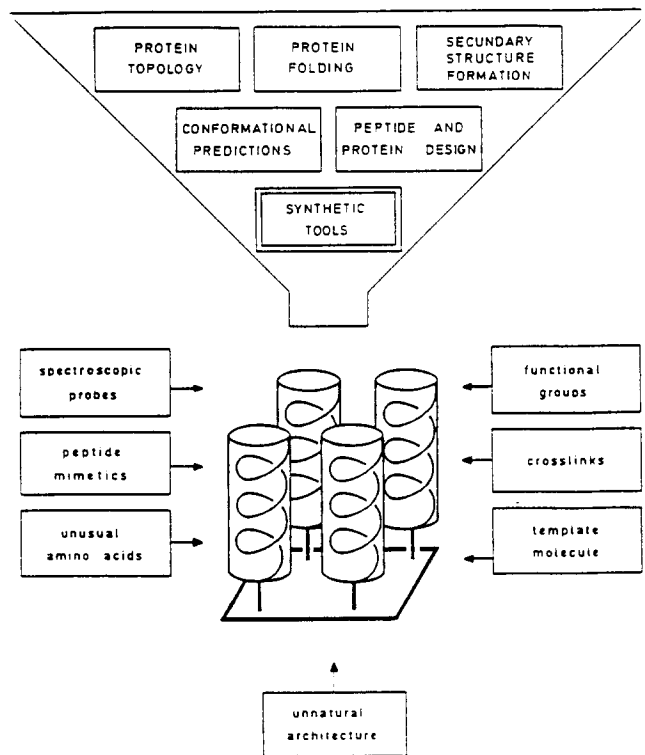 PROTEIN
TOPOLOGY
PROTEIN
FOLDING
SECUNDARY
STRUCTURE
FORMATION
CONFORMATIONAL
PREDICTIONS
PEPTIDE AND
PROTEIN DESIGN
SYNTHETIC
TOOLS
spectroscopic
probes
peptide
mimetics
unusual
amino acids
functional
groups
crosslinks
template
molecule
unnatural
architecture